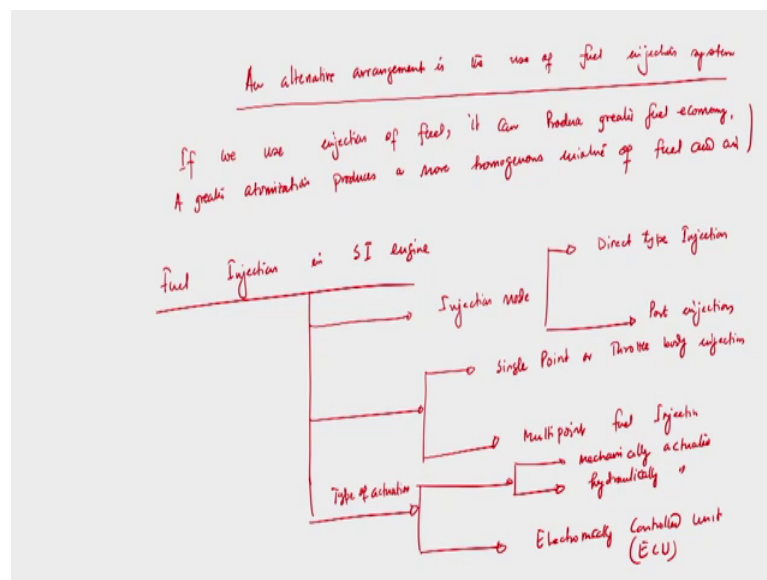 An alternative arrangement is the use of fuel injection system
If we use injection of fuel, it can Produce greater fuel economy.
A greater atomization produces a more homogenous mixture of fuel and air
Fuel Injection in SI engine
Direct type Injection
Injection mode
Port injection
Single Point or Throttle body injection
Multipoint fuel Injection
mechanically actuated
hydraulically "
Type of actuation
Electronically Controlled unit
(ECU)